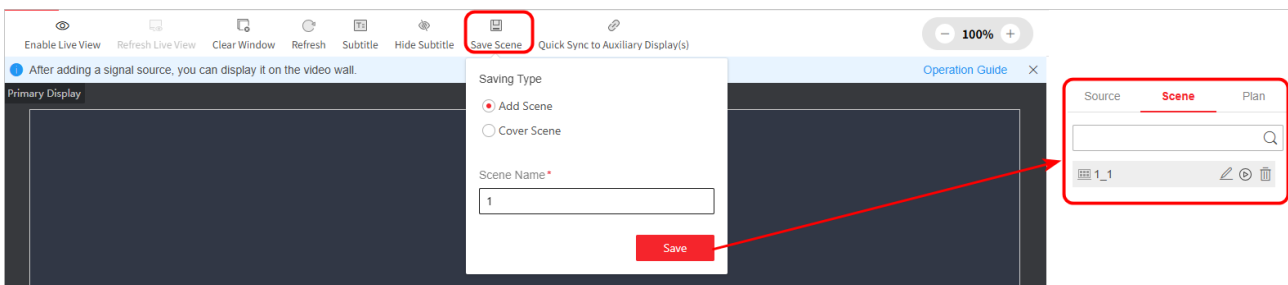 Enable Live View Refresh Live View Clear Window Refresh Subtitle Hide Subtitle Save Scene Quick Sync to Auxiliary Display(s) 100%
After adding a signal source, you can display it on the video wall. Operation Guide
Primary Display
Saving Type
Add Scene
Cover Scene
Scene Name*
1
Save
Source Scene Plan
1_1